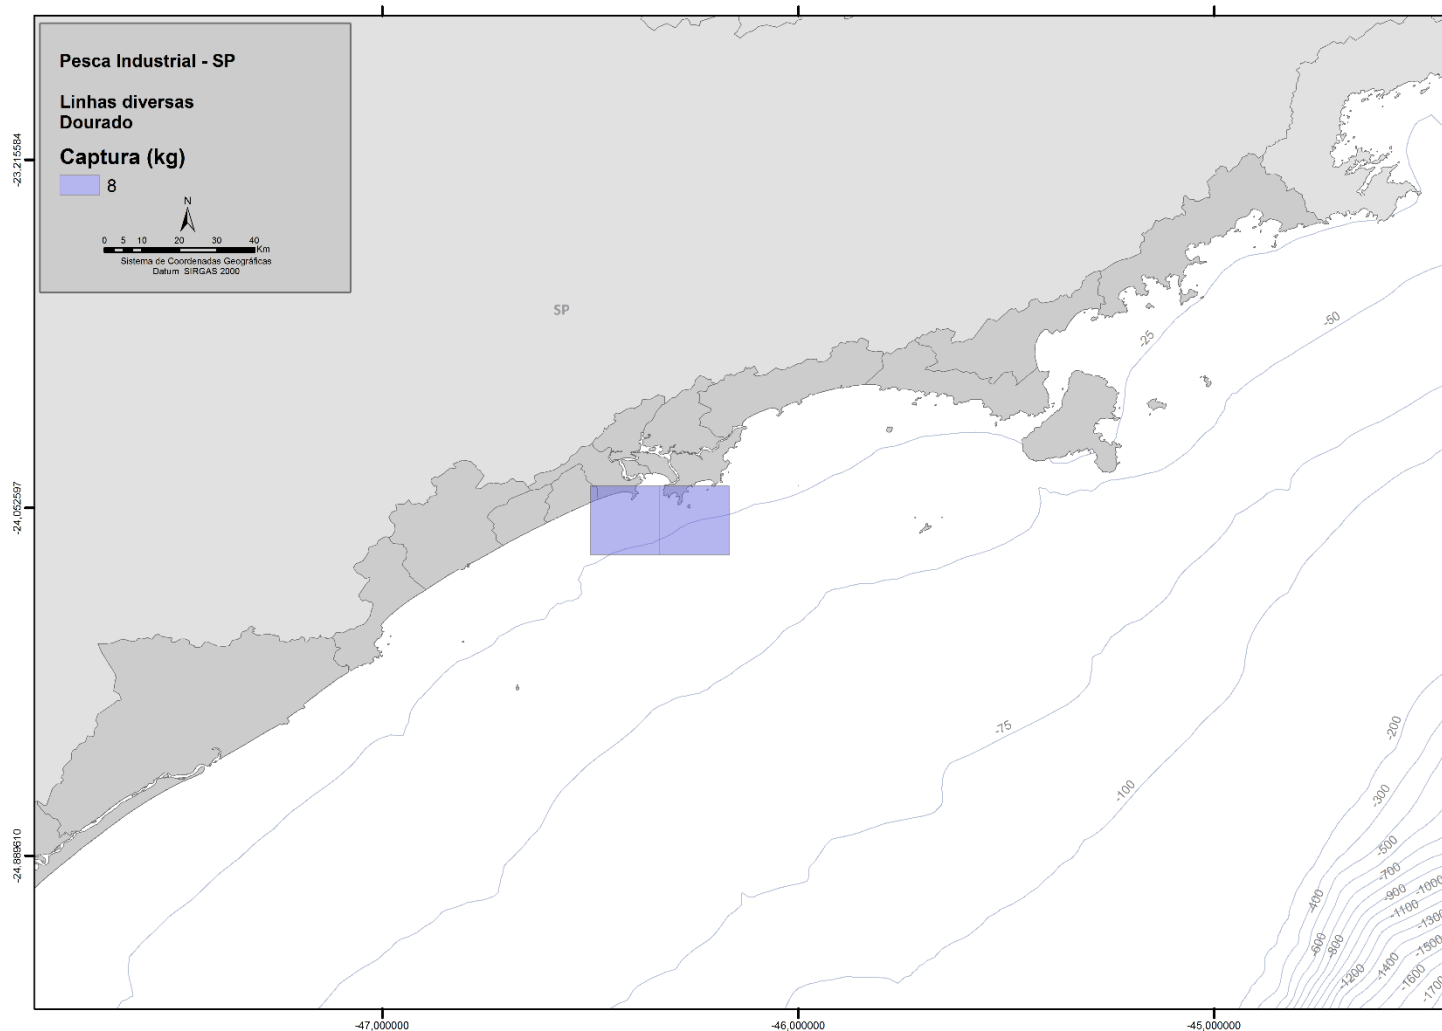 Pesca Industrial - SP
Linhas diversas
Dourado
Captura (kg)
8
N
0 5 10 20 30 40
Km
Sistema de Coordenadas Geográficas
Datum SIRGAS 2000
SP
-23,215584
-24,052597
-24,889610
-47,000000
-46,000000
-45,000000
-25
-50
-75
-100
-200
-300
-400
-500
-600
-700
-800
-900
-1000
-1100
-1200
-1300
-1400
-1500
-1600
-1700